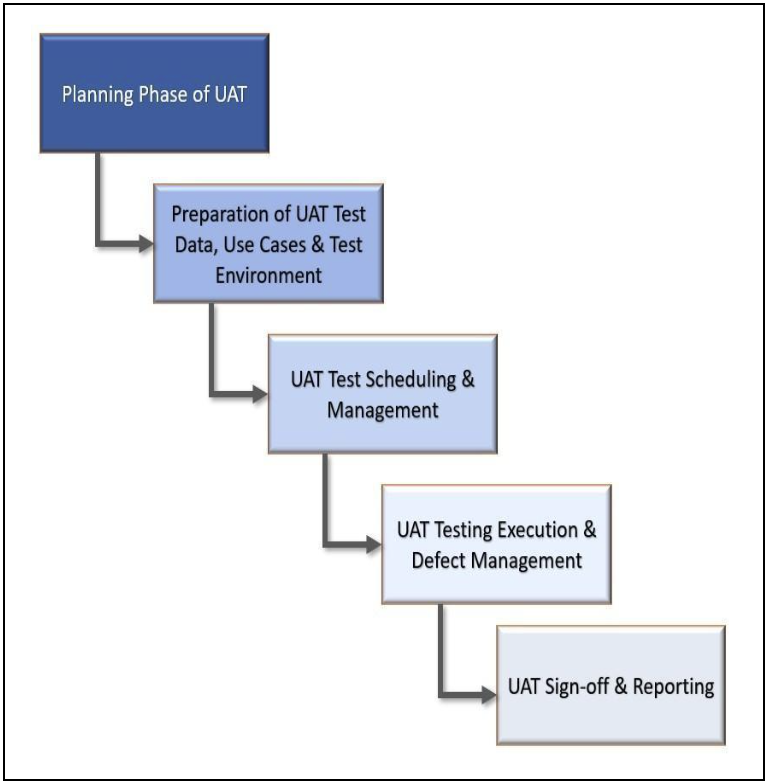 Planning Phase of UAT
Preparation of UAT Test
Data, Use Cases & Test
Environment
UAT Test Scheduling &
Management
UAT Testing Execution &
Defect Management
UAT Sign-off & Reporting